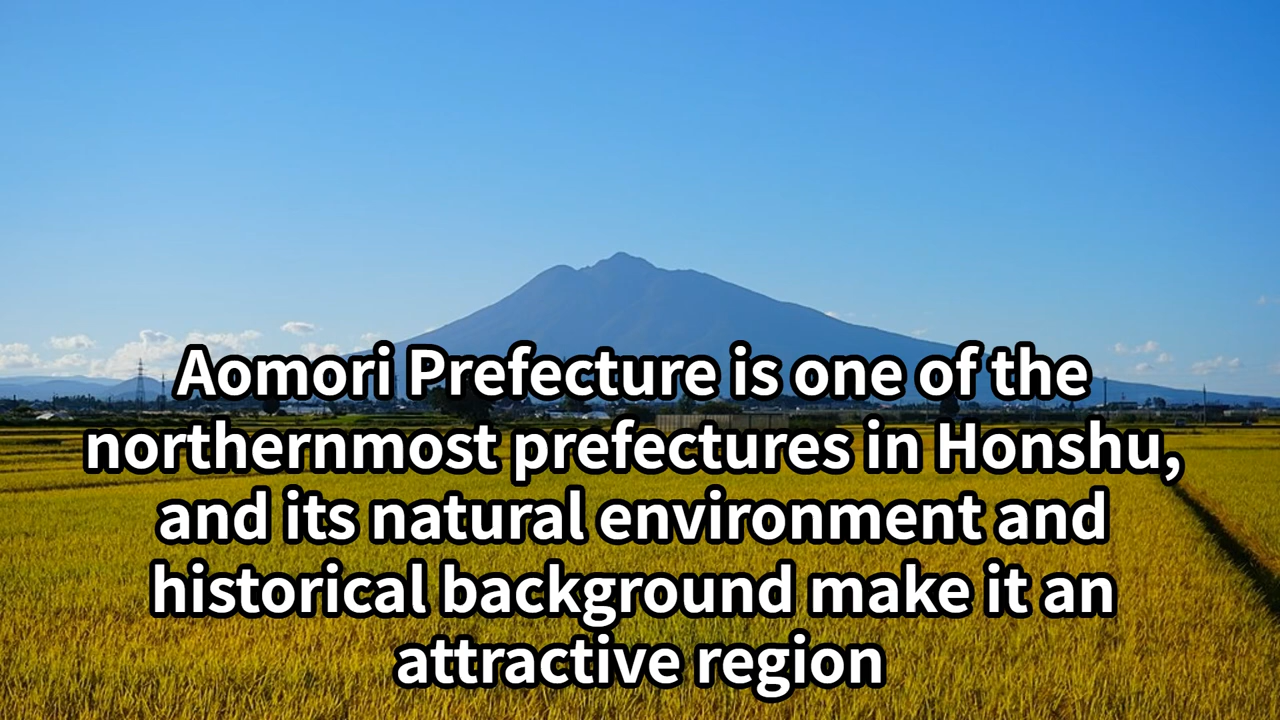 Aomori Prefecture is one of the
northernmost prefectures in Honshu,
and its natural environment and
historical background make it an
attractive region